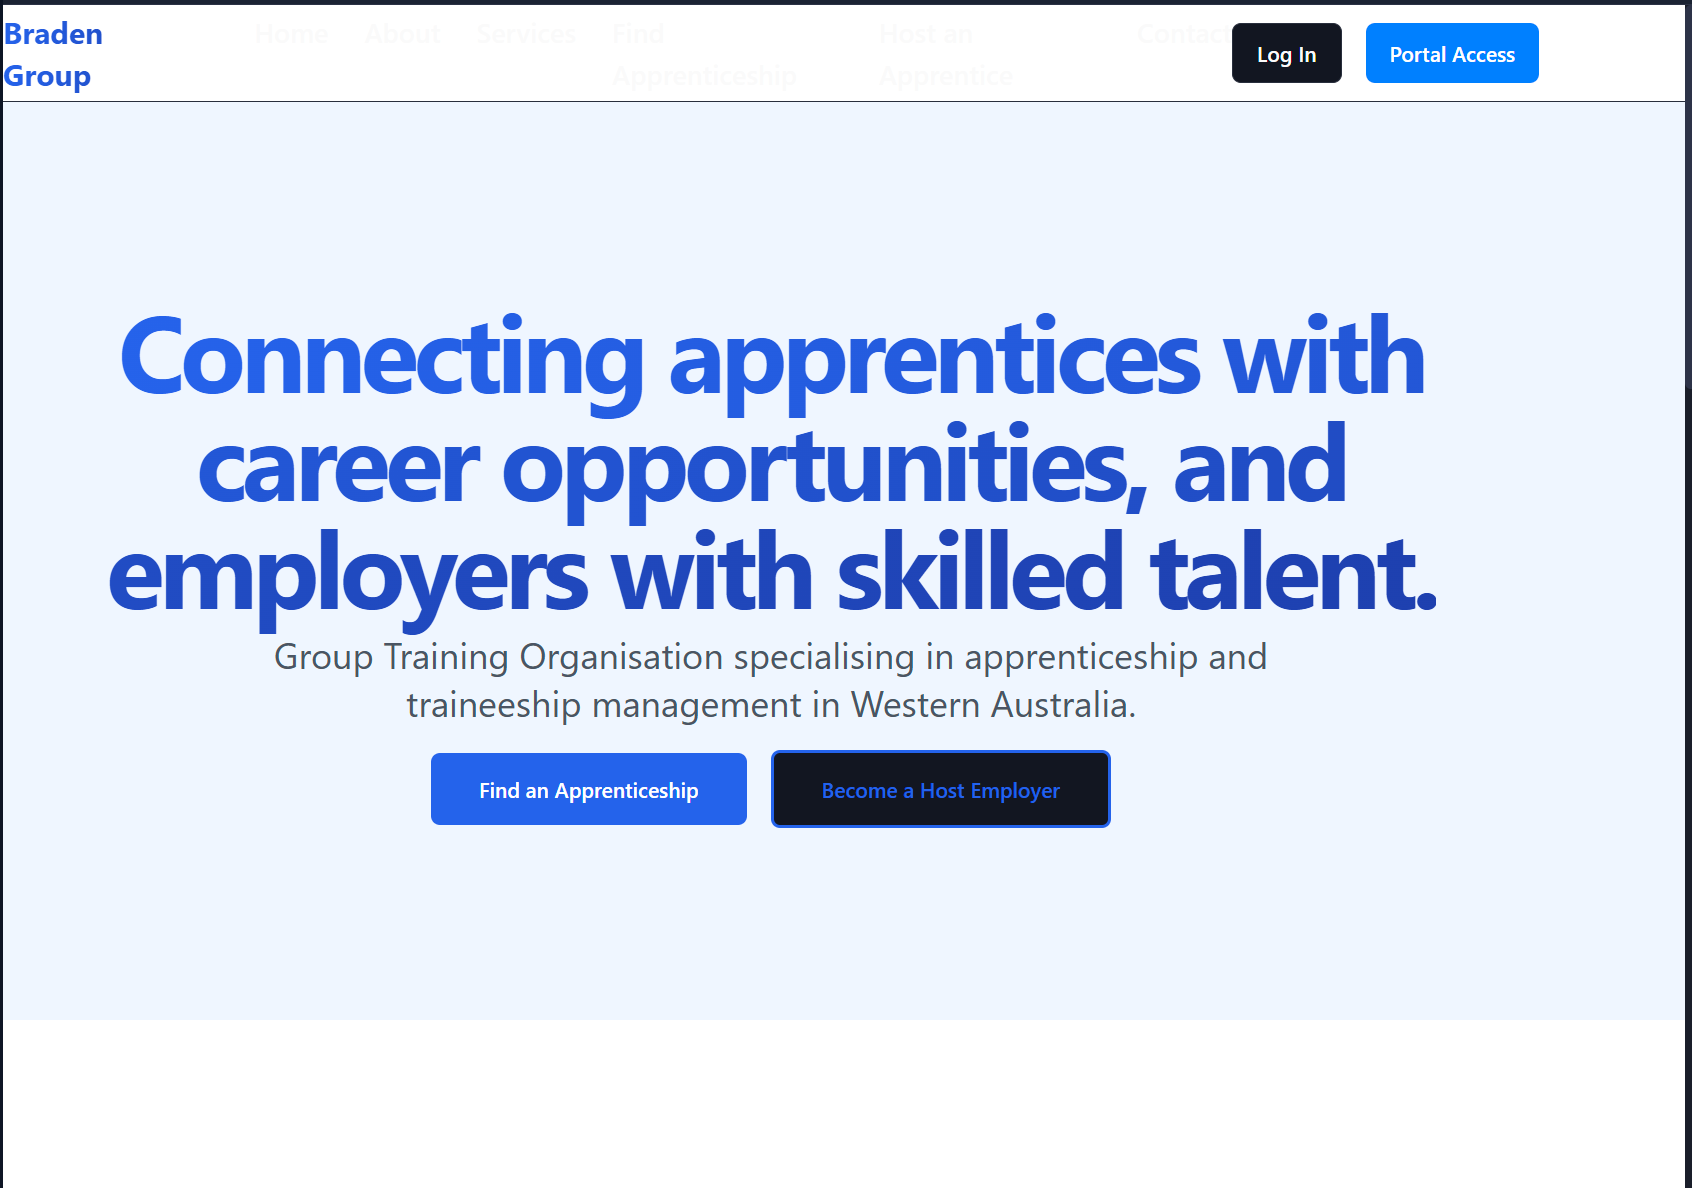 Braden
Group
Home
About
Services
Find
Apprenticeship
Host an
Apprentice
Contact
Log In
Portal Access
Connecting apprentices with
career opportunities, and
employers with skilled talent.
Group Training Organisation specialising in apprenticeship and
traineeship management in Western Australia.
Find an Apprenticeship
Become a Host Employer